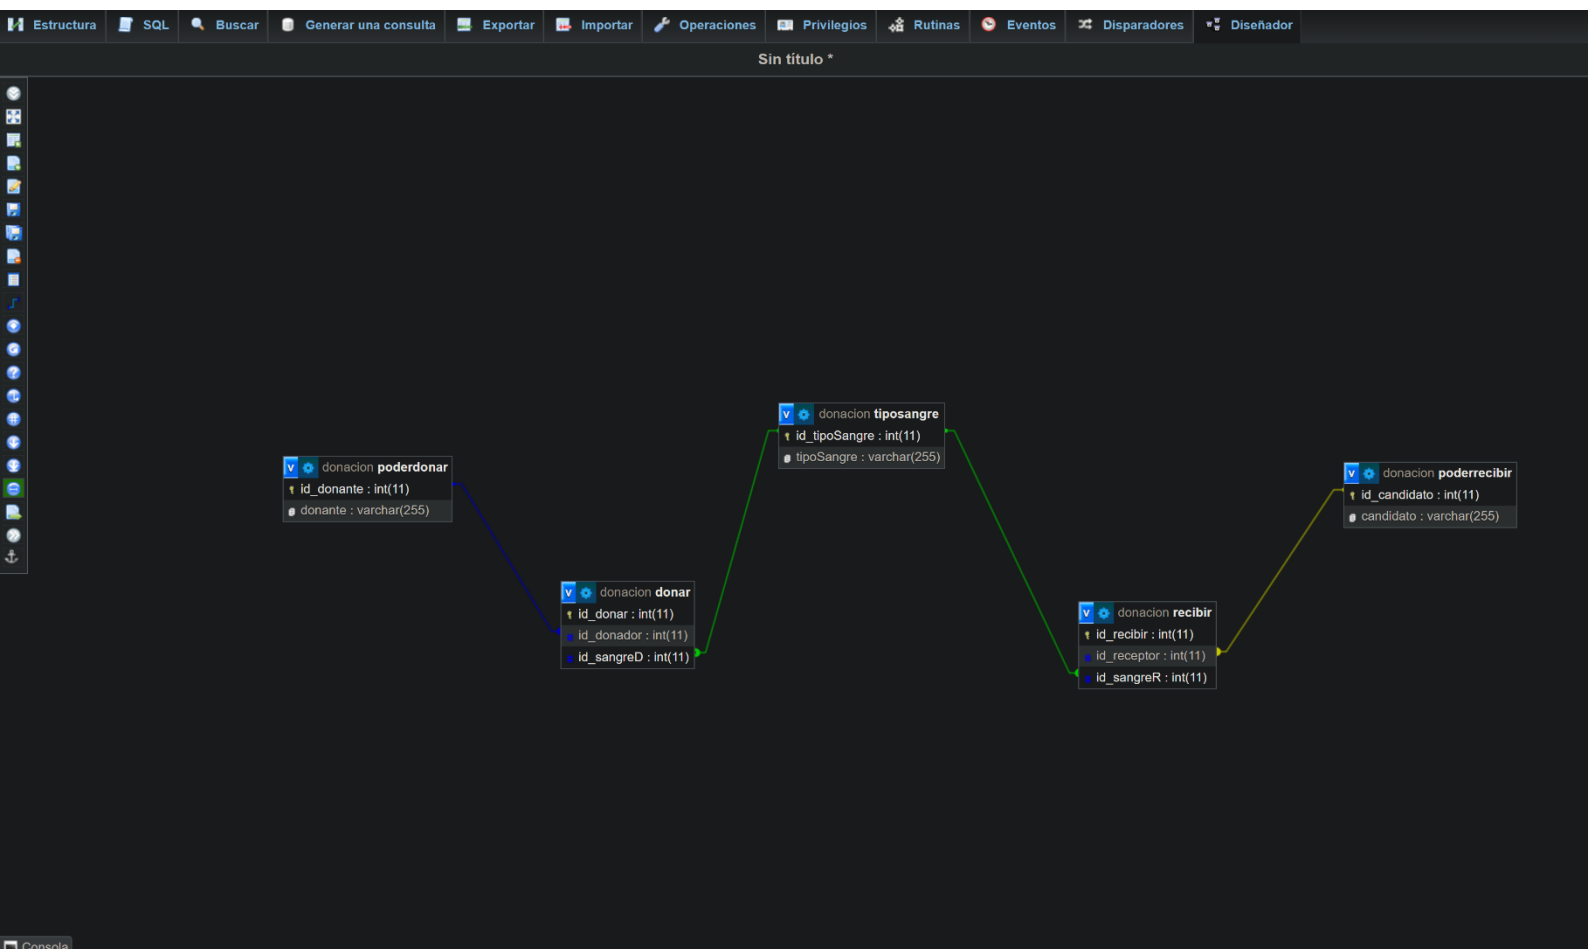 Estructura SQL Buscar Generar una consulta Exportar Importar Operaciones Privilegios Rutinas Eventos Disparadores Diseñador
Sin título *
donacion tiposangre
id_tipoSangre : int(11)
tipoSangre : varchar(255)
donacion poderdonar
id_donante : int(11)
donante : varchar(255)
donacion poderrecibir
id_candidato : int(11)
candidato : varchar(255)
donacion donar
id_donar : int(11)
id_donador : int(11)
id_sangreD : int(11)
donacion recibir
id_recibir : int(11)
id_receptor : int(11)
id_sangreR : int(11)
Consola